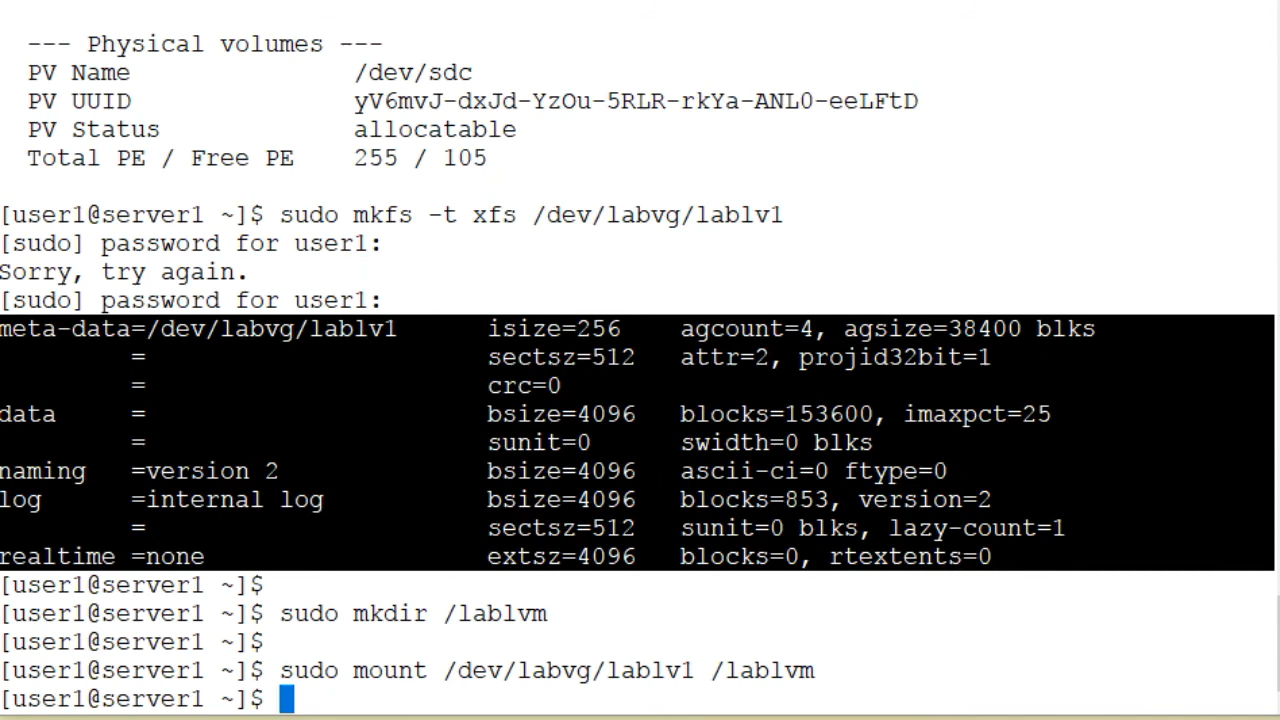 --- Physical volumes ---
PV Name /dev/sdc
PV UUID yV6mvJ-dxJd-YzOu-5RLR-rkYa-ANL0-eeLFtD
PV Status allocatable
Total PE / Free PE 255 / 105
[user1@server1 ~]$ sudo mkfs -t xfs /dev/labvg/lablv1
[sudo] password for user1:
Sorry, try again.
[sudo] password for user1:
meta-data=/dev/labvg/lablv1 isize=256 agcount=4, agsize=38400 blks
= sectsz=512 attr=2, projid32bit=1
= crc=0
data = bsize=4096 blocks=153600, imaxpct=25
= sunit=0 swidth=0 blks
naming =version 2 bsize=4096 ascii-ci=0 ftype=0
log =internal log bsize=4096 blocks=853, version=2
= sectsz=512 sunit=0 blks, lazy-count=1
realtime =none extsz=4096 blocks=0, rtextents=0
[user1@server1 ~]$
[user1@server1 ~]$ sudo mkdir /lablvm
[user1@server1 ~]$
[user1@server1 ~]$ sudo mount /dev/labvg/lablv1 /lablvm
[user1@server1 ~]$